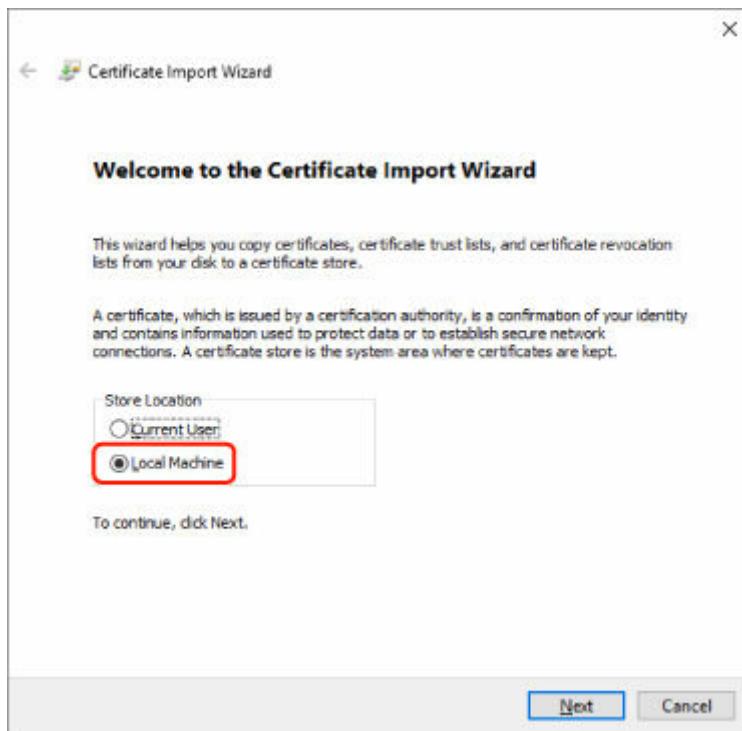 Certificate Import Wizard
Welcome to the Certificate Import Wizard
This wizard helps you copy certificates, certificate trust lists, and certificate revocation
lists from your disk to a certificate store.
A certificate, which is issued by a certification authority, is a confirmation of your identity
and contains information used to protect data or to establish secure network
connections. A certificate store is the system area where certificates are kept.
Store Location
Current User
Local Machine
To continue, click Next.
Next
Cancel